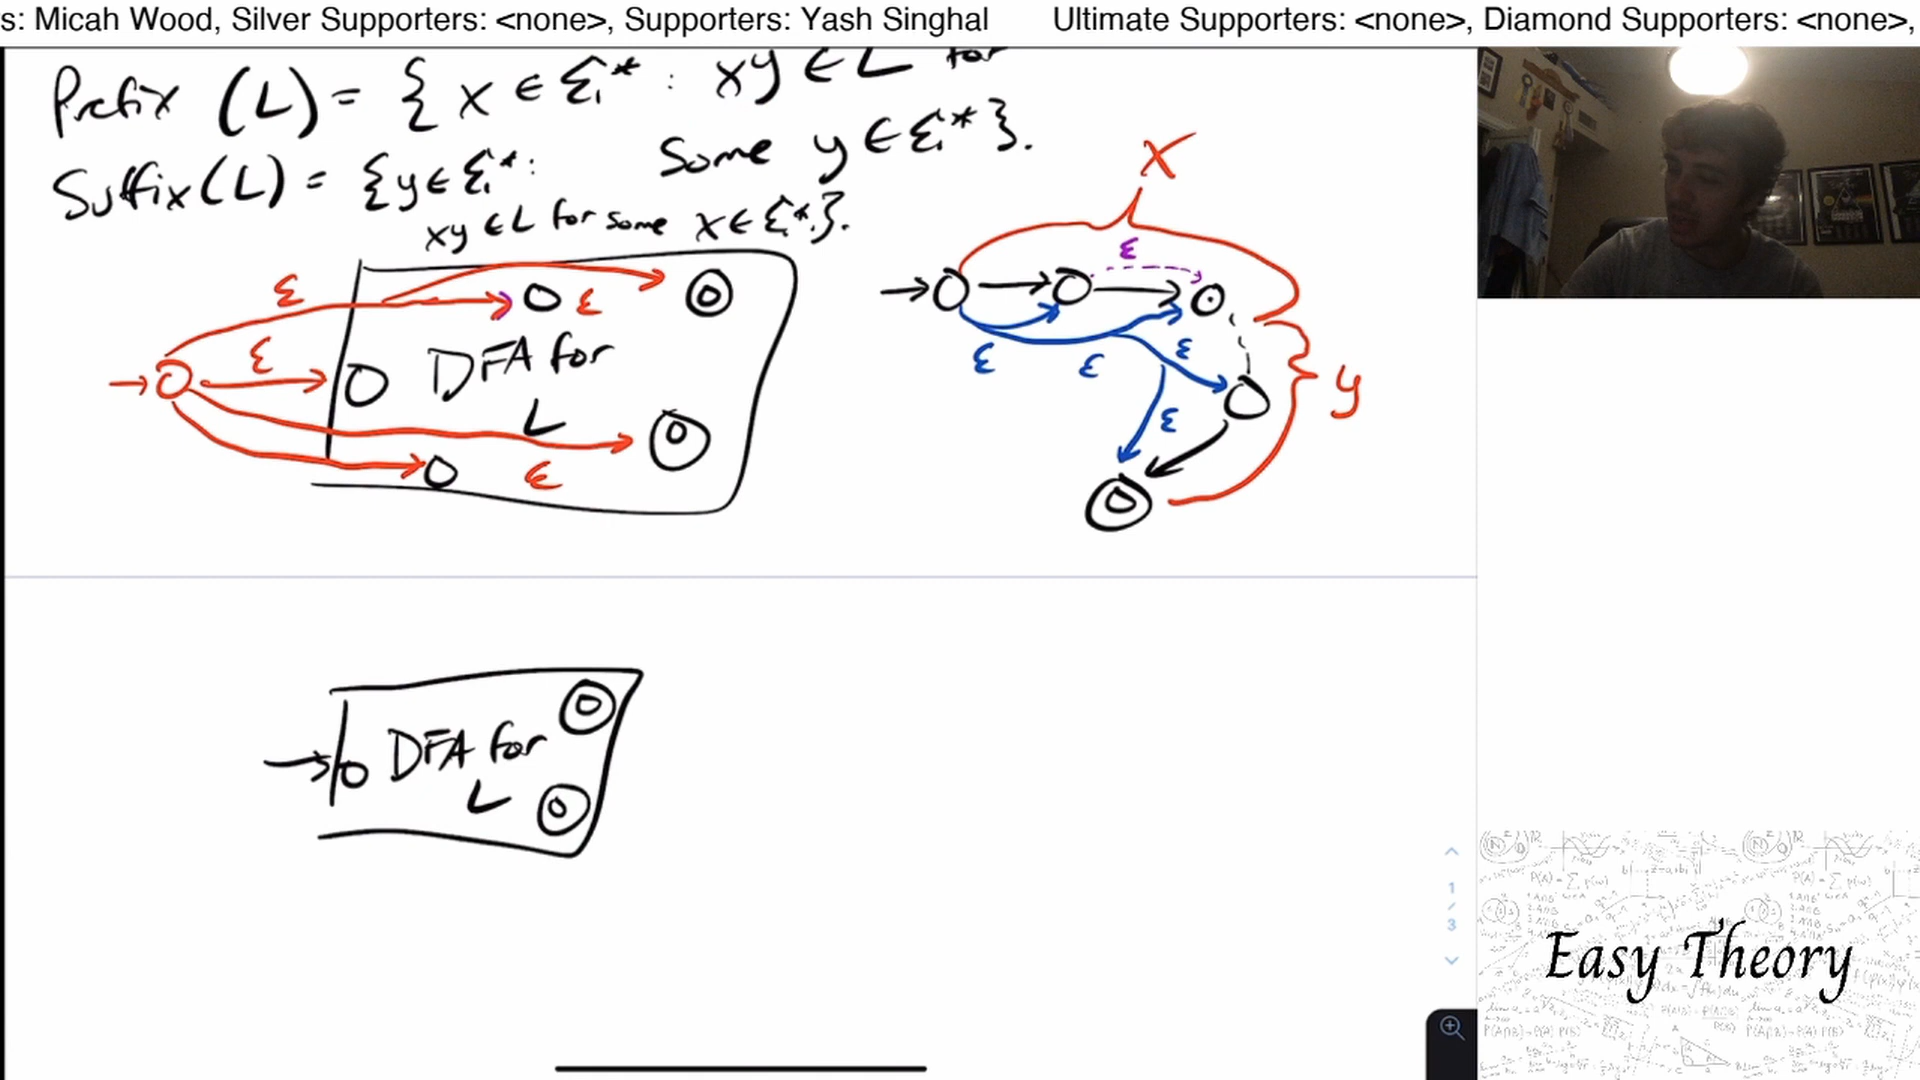 s: Micah Wood, Silver Supporters: <none>, Supporters: Yash Singhal Ultimate Supporters: <none>, Diamond Supporters: <none>,
Prefix (L) = { x ∈ Σ* : xy ∈ L for
Some y ∈ Σ* }.
Suffix (L) = { y ∈ Σ* :
xy ∈ L for some x ∈ Σ* }.
x
ε
ε ε
ε
DFA for
L
ε
ε ε ε
y
ε
DFA for
L
1
/
3
Easy Theory